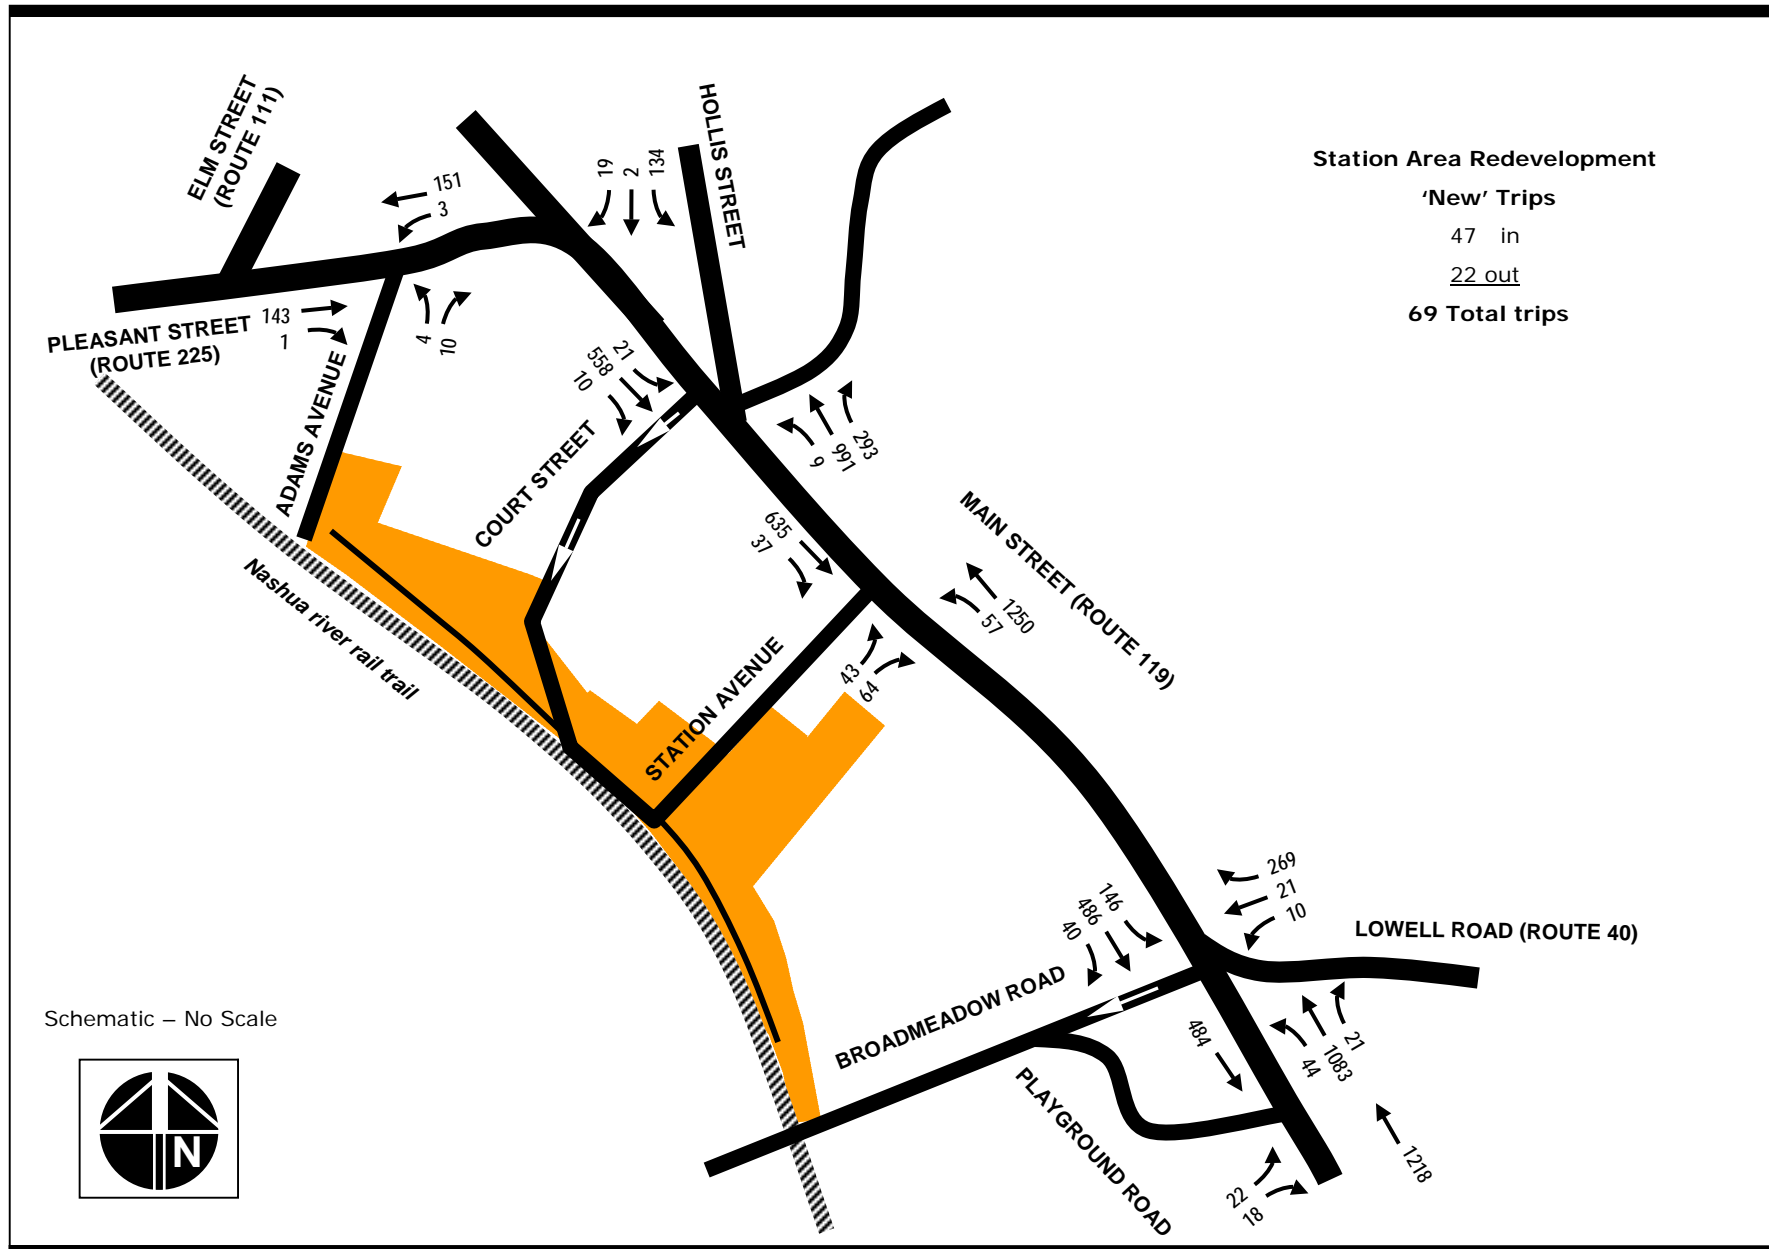 ELM STREET
(ROUTE 111)
HOLLIS STREET
Station Area Redevelopment
‘New’ Trips
47 in
22 out
69 Total trips
151
3
19
2
134
PLEASANT STREET
(ROUTE 225)
143
1
4
10
ADAMS AVENUE
21
558
10
COURT STREET
9
991
293
635
37
MAIN STREET (ROUTE 119)
1250
57
Nashua river rail trail
STATION AVENUE
43
64
269
21
10
146
486
40
LOWELL ROAD (ROUTE 40)
BROADMEADOW ROAD
484
44
1083
21
PLAYGROUND ROAD
1218
22
18
Schematic – No Scale
N